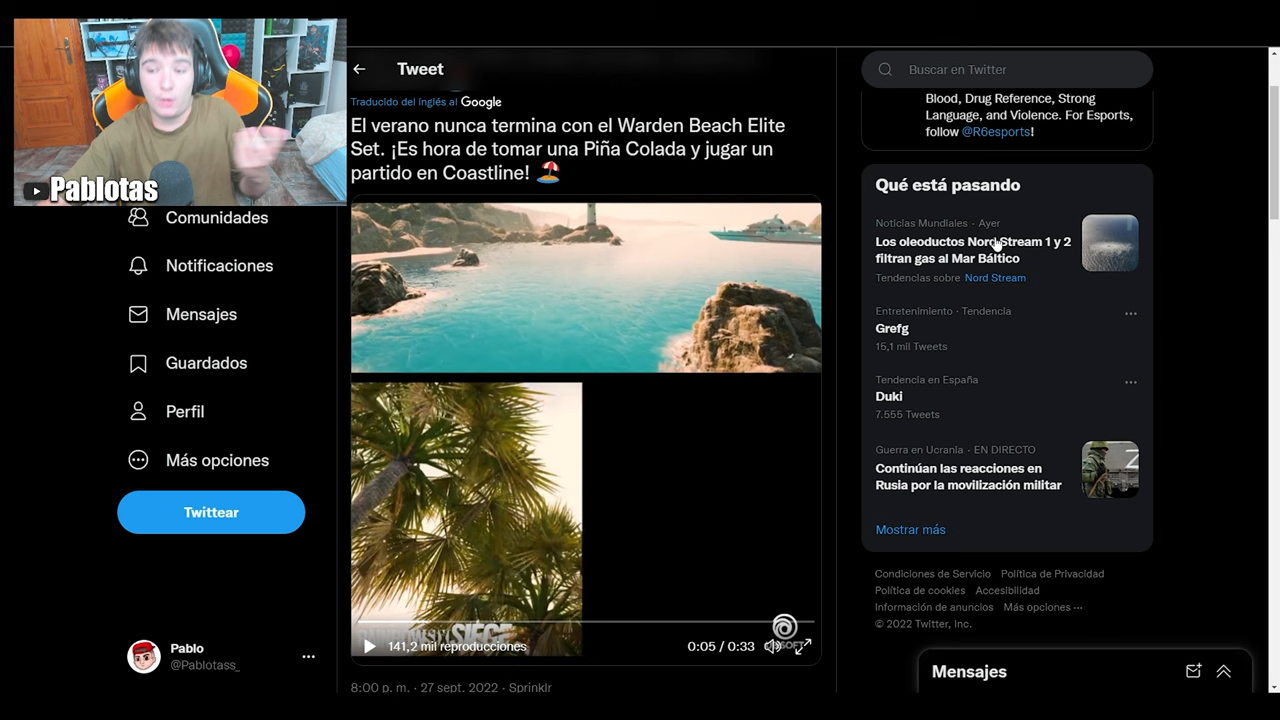 Pablotas
Comunidades
Notificaciones
Mensajes
Guardados
Perfil
Más opciones
Twittear
Pablo
@Pablotass_
Tweet
Traducido del inglés al Google
El verano nunca termina con el Warden Beach Elite
Set. ¡Es hora de tomar una Piña Colada y jugar un
partido en Coastline!
SIEGE
141,2 mil reproducciones
0:05 / 0:33
8:00 p. m. · 27 sept. 2022 · Sprinklr
Buscar en Twitter
Blood, Drug Reference, Strong
Language, and Violence. For Esports,
follow @R6esports!
Qué está pasando
Noticias Mundiales · Ayer
Los oleoductos Nord Stream 1 y 2
filtran gas al Mar Báltico
Tendencias sobre Nord Stream
Entretenimiento · Tendencia
Grefg
15,1 mil Tweets
Tendencia en España
Duki
7.555 Tweets
Guerra en Ucrania · EN DIRECTO
Continúan las reacciones en
Rusia por la movilización militar
Mostrar más
Condiciones de Servicio Política de Privacidad
Política de cookies Accesibilidad
Información de anuncios Más opciones ···
© 2022 Twitter, Inc.
Mensajes